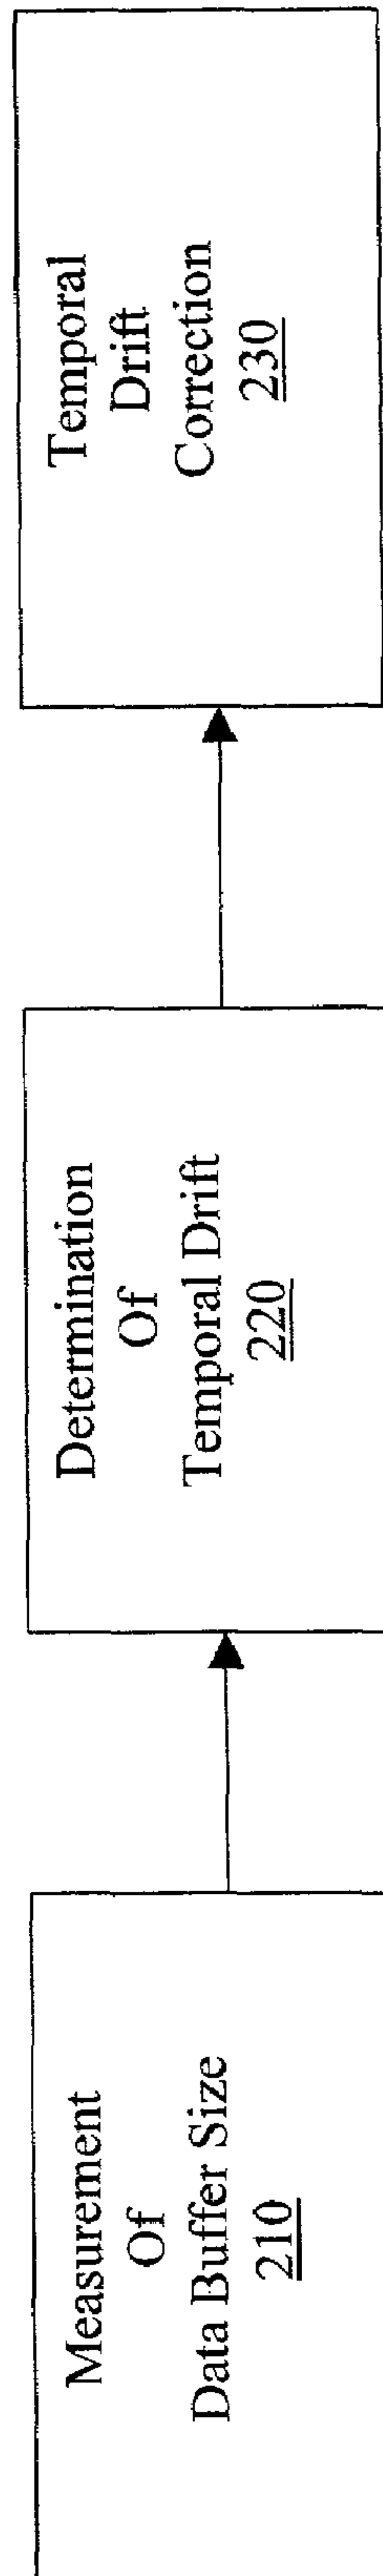 Measurement
Of
Data Buffer Size
210
Determination
Of
Temporal Drift
220
Temporal
Drift
Correction
230